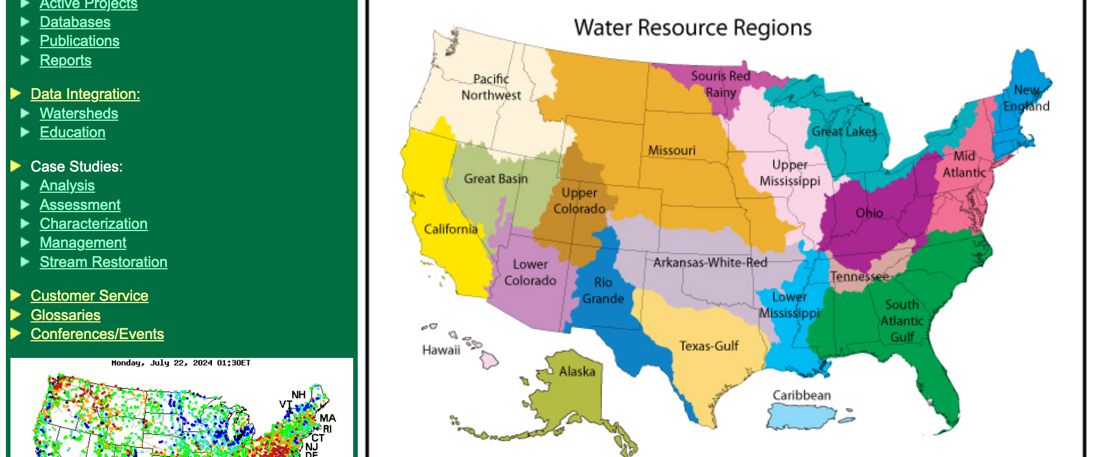 Active Projects
Databases
Publications
Reports
Data Integration:
Watersheds
Education
Case Studies:
Analysis
Assessment
Characterization
Management
Stream Restoration
Customer Service
Glossaries
Conferences/Events
Monday, July 22, 2024 01:30ET
NH
VT
MA
RI
CT
NJ
DE
Water Resource Regions
Pacific
Northwest
Souris Red
Rainy
New
England
Great Lakes
Missouri
Upper
Mississippi
Mid
Atlantic
Great Basin
Upper
Colorado
Ohio
California
Arkansas-White-Red
Lower
Colorado
Tennessee
Rio
Grande
Lower
Mississippi
South
Atlantic
Gulf
Texas-Gulf
Hawaii
Alaska
Caribbean